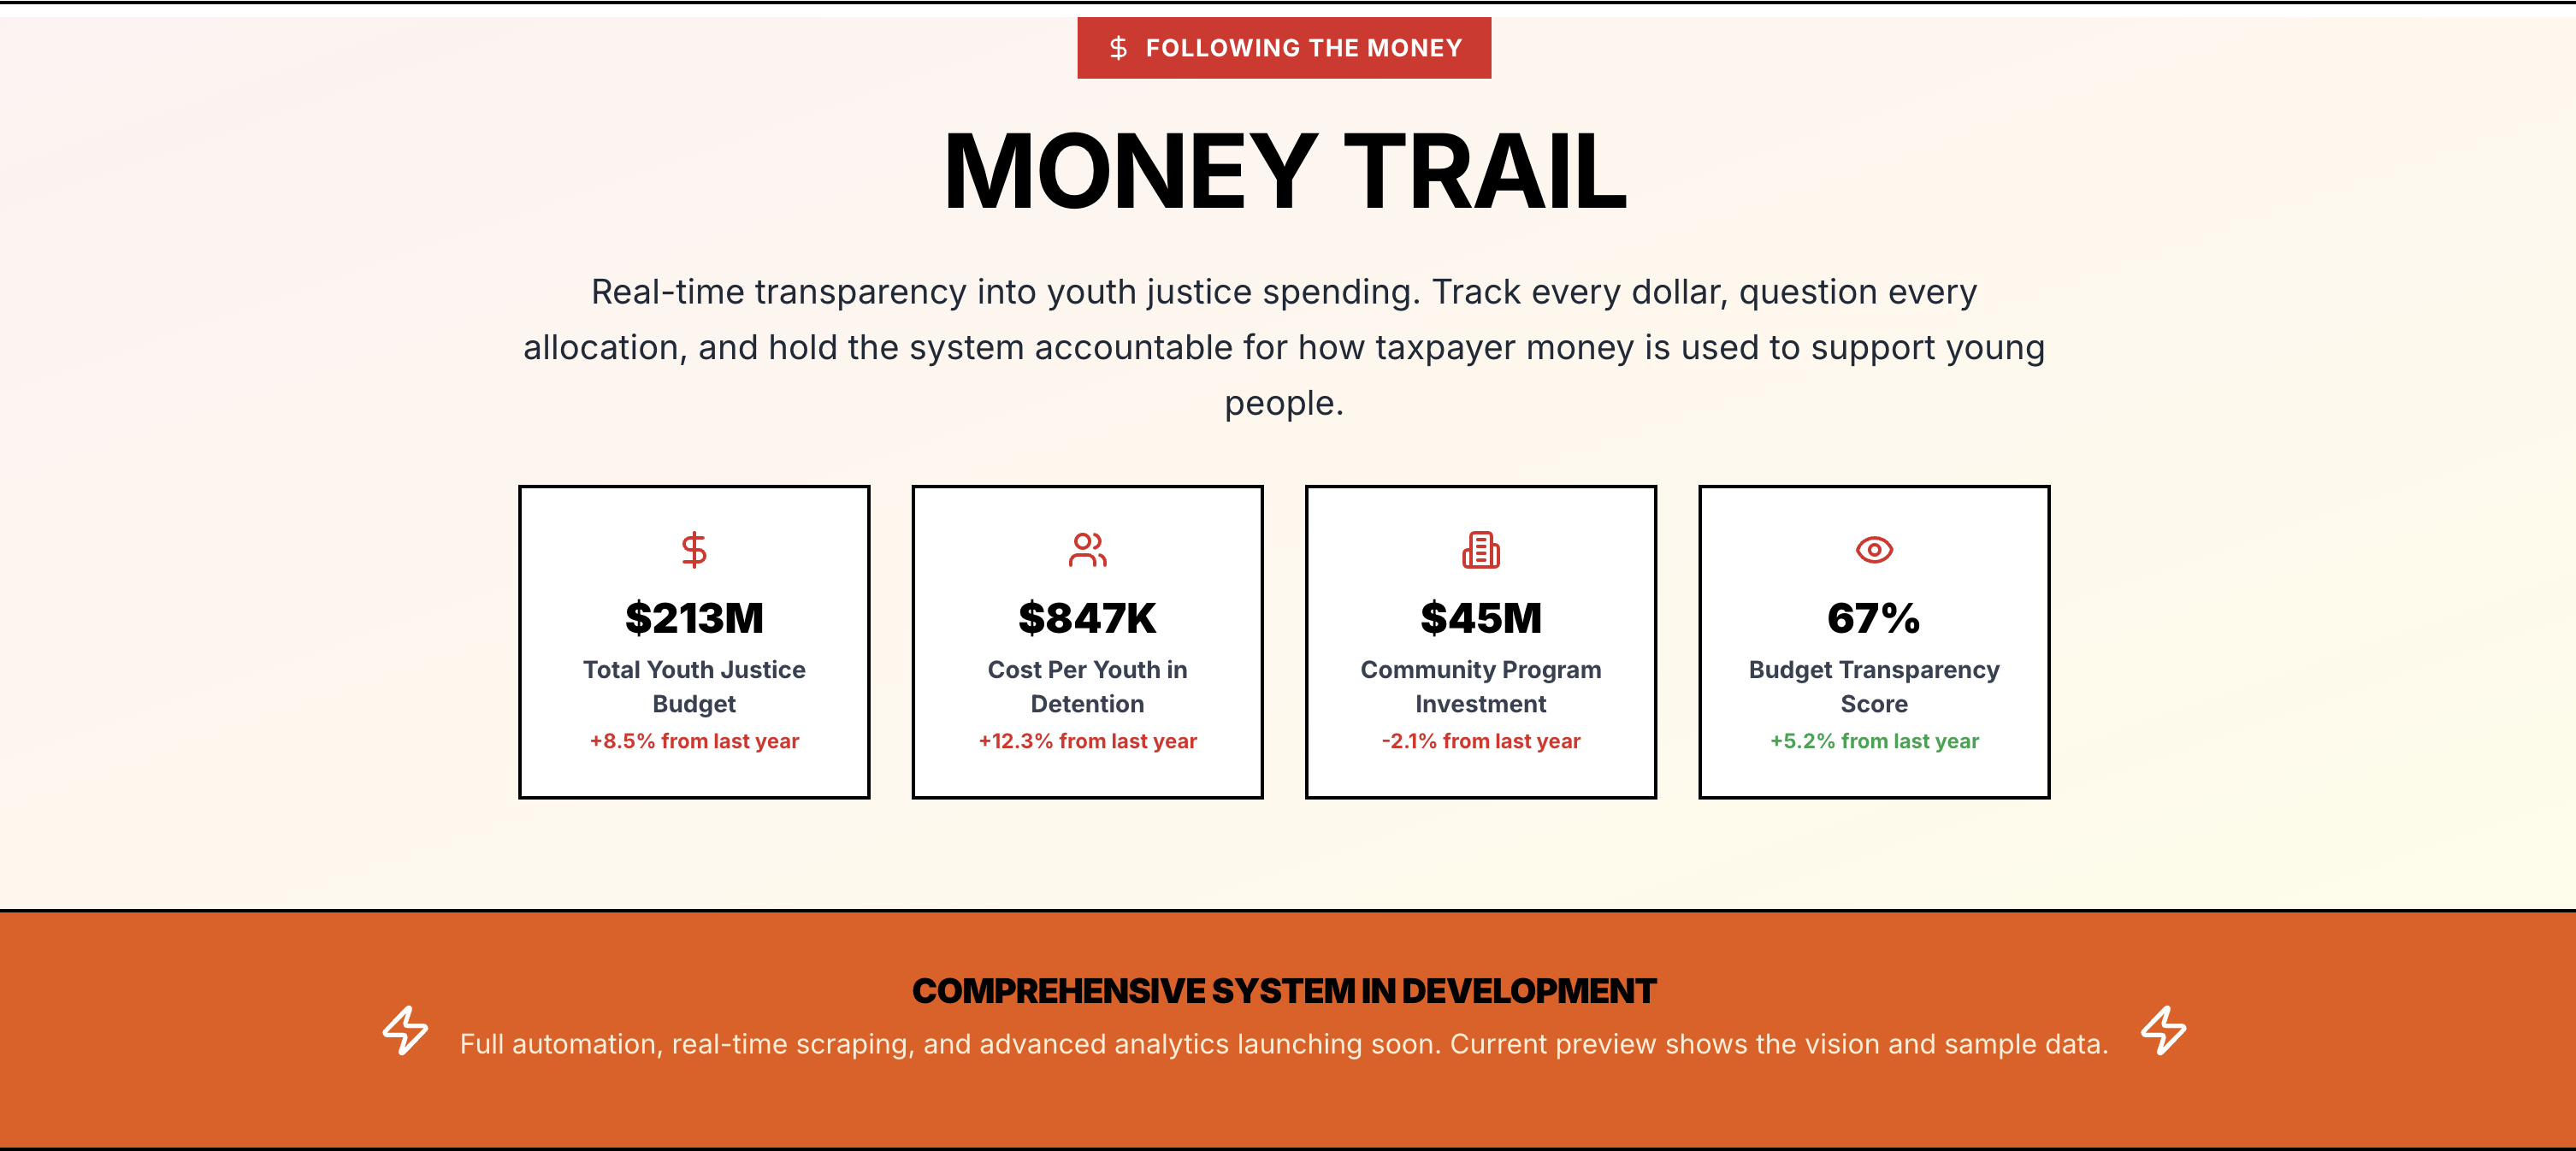 $ FOLLOWING THE MONEY
MONEY TRAIL
Real-time transparency into youth justice spending. Track every dollar, question every
allocation, and hold the system accountable for how taxpayer money is used to support young
people.
$
$213M
Total Youth Justice
Budget
+8.5% from last year
$847K
Cost Per Youth in
Detention
+12.3% from last year
$45M
Community Program
Investment
-2.1% from last year
67%
Budget Transparency
Score
+5.2% from last year
COMPREHENSIVE SYSTEM IN DEVELOPMENT
Full automation, real-time scraping, and advanced analytics launching soon. Current preview shows the vision and sample data.